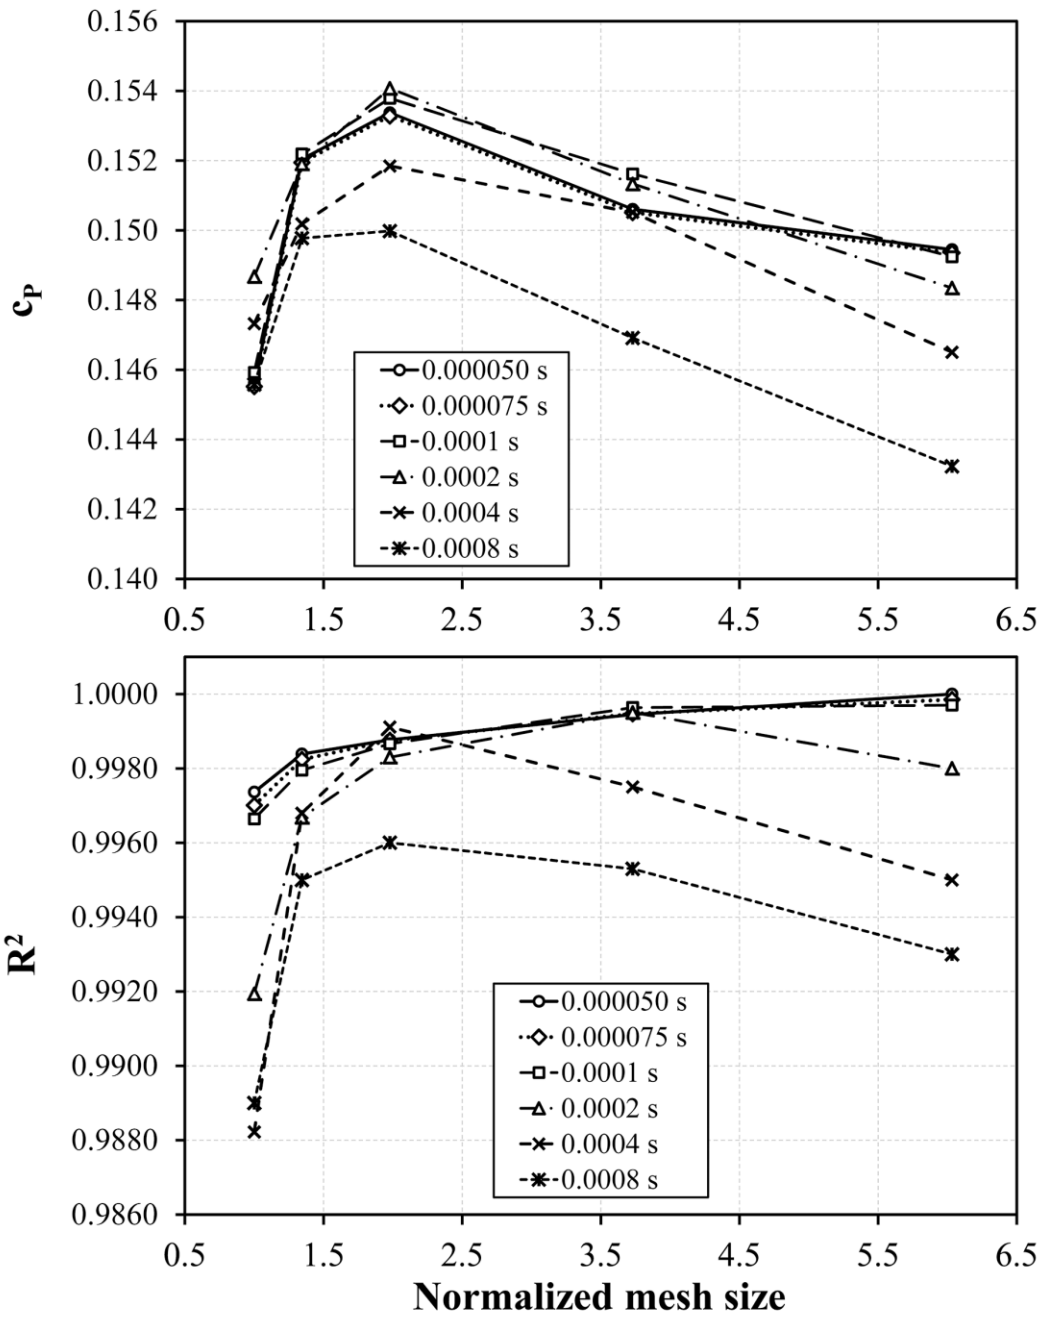 0.156
0.154
0.152
0.150
0.148
0.146
0.144
0.142
0.140
c_P
0.000050 s
0.000075 s
0.0001 s
0.0002 s
0.0004 s
0.0008 s
0.5 1.5 2.5 3.5 4.5 5.5 6.5
1.0000
0.9980
0.9960
0.9940
0.9920
0.9900
0.9880
0.9860
R²
0.000050 s
0.000075 s
0.0001 s
0.0002 s
0.0004 s
0.0008 s
0.5 1.5 2.5 3.5 4.5 5.5 6.5
Normalized mesh size